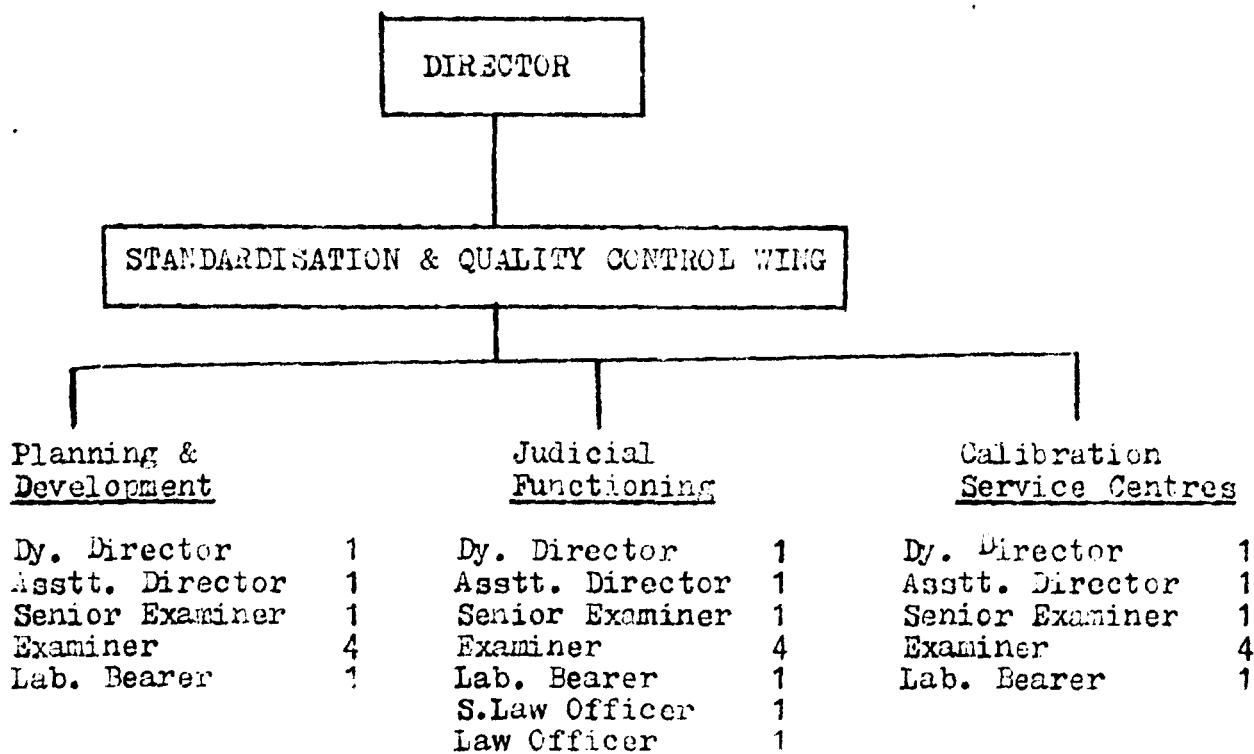 DIRECTOR
STANDARDISATION & QUALITY CONTROL WING
Planning &
Development
Dy. Director 1
Asstt. Director 1
Senior Examiner 1
Examiner 4
Lab. Bearer 1
Judicial
Functioning
Dy. Director 1
Asstt. Director 1
Senior Examiner 1
Examiner 4
Lab. Bearer 1
S.Law Officer 1
Law Officer 1
Calibration
Service Centres
Dy. Director 1
Asstt. Director 1
Senior Examiner 1
Examiner 4
Lab. Bearer 1